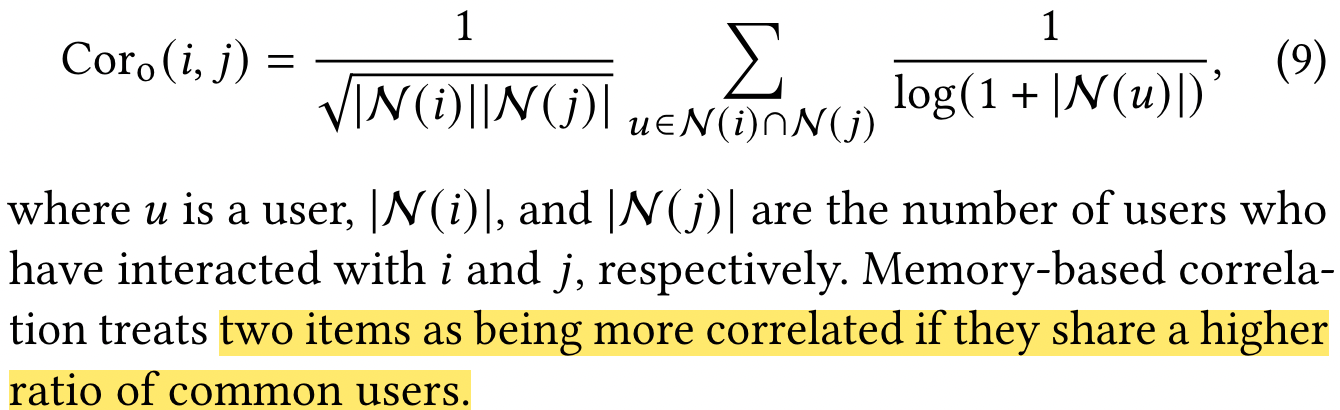 Corₒ(i, j) = 1 / √|𝒩(i)||𝒩(j)| ∑_{u∈𝒩(i)∩𝒩(j)} 1 / log(1 + |𝒩(u)|), (9)
where u is a user, |𝒩(i)|, and |𝒩(j)| are the number of users who
have interacted with i and j, respectively. Memory-based correla-
tion treats two items as being more correlated if they share a higher
ratio of common users.